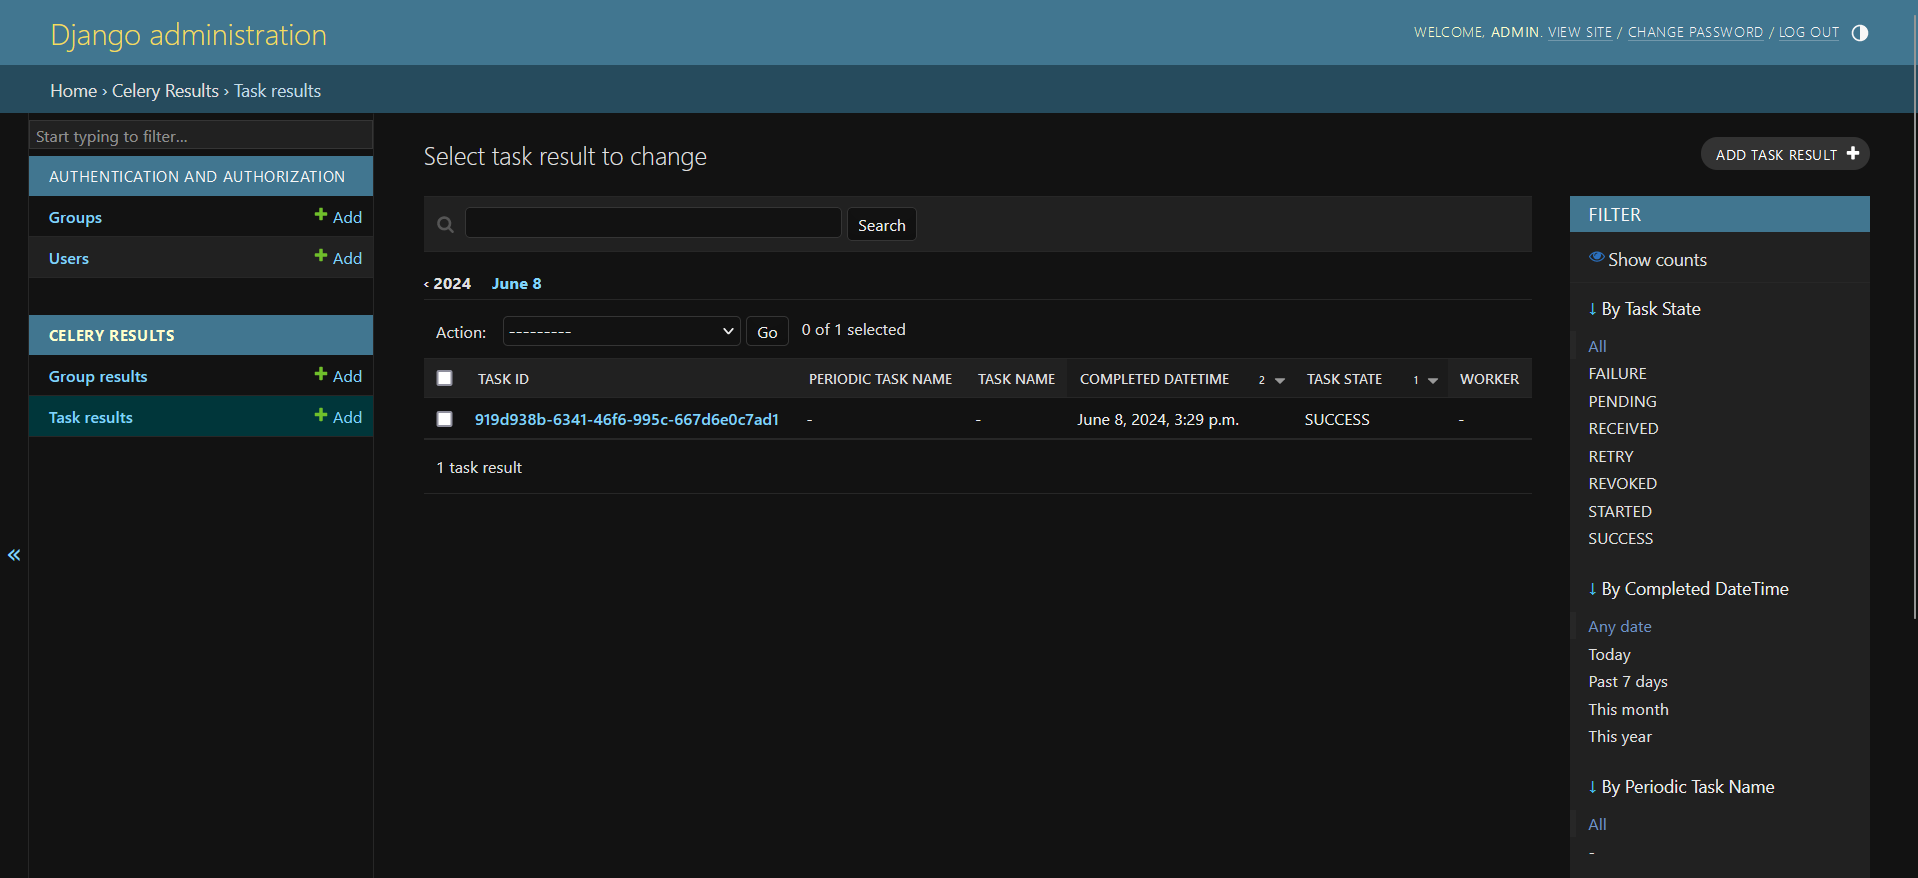 Django administration
WELCOME, ADMIN. VIEW SITE / CHANGE PASSWORD / LOG OUT
Home › Celery Results › Task results
Start typing to filter...
AUTHENTICATION AND AUTHORIZATION
Groups Add
Users Add
CELERY RESULTS
Group results Add
Task results Add
«
Select task result to change
ADD TASK RESULT
Search
‹ 2024 June 8
Action: --------- Go 0 of 1 selected
TASK ID PERIODIC TASK NAME TASK NAME COMPLETED DATETIME 2 TASK STATE 1 WORKER
919d938b-6341-46f6-995c-667d6e0c7ad1 - - June 8, 2024, 3:29 p.m. SUCCESS -
1 task result
FILTER
Show counts
↓ By Task State
All
FAILURE
PENDING
RECEIVED
RETRY
REVOKED
STARTED
SUCCESS
↓ By Completed DateTime
Any date
Today
Past 7 days
This month
This year
↓ By Periodic Task Name
All
-